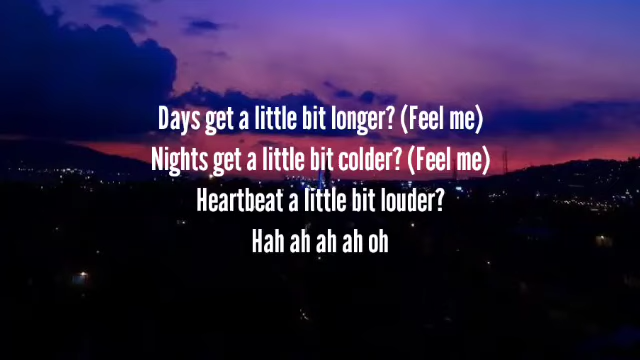 Days get a little bit longer? (Feel me)
Nights get a little bit colder? (Feel me)
Heartbeat a little bit louder?
Hah ah ah ah oh